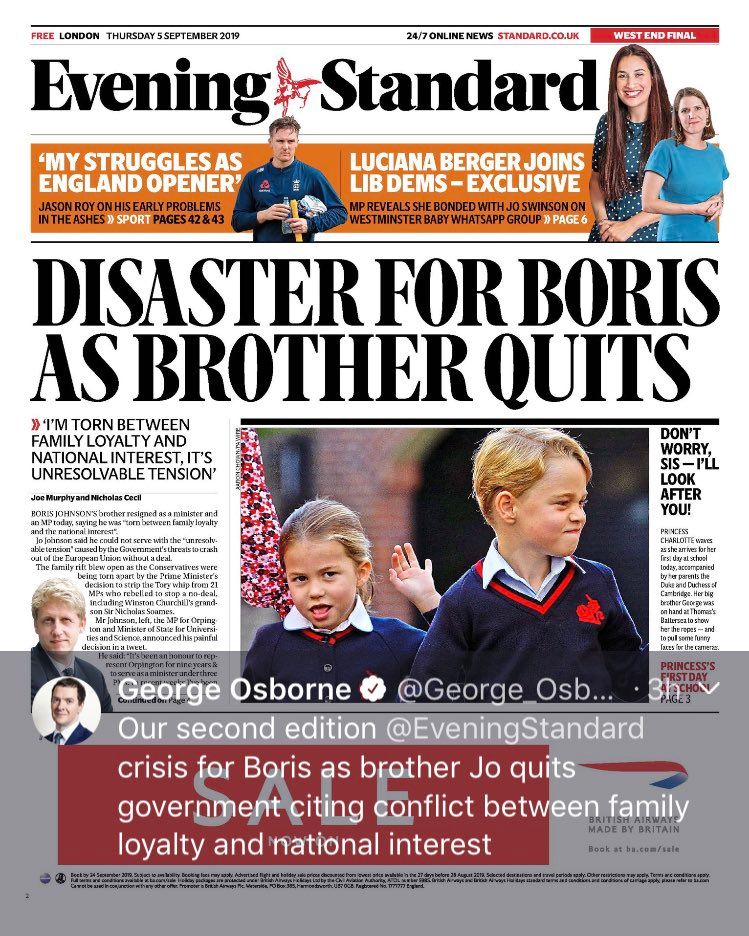 FREE LONDON THURSDAY 5 SEPTEMBER 2019
24/7 ONLINE NEWS STANDARD.CO.UK
WEST END FINAL
Evening Standard
'MY STRUGGLES AS
ENGLAND OPENER'
JASON ROY ON HIS EARLY PROBLEMS
IN THE ASHES » SPORT PAGES 42 & 43
LUCIANA BERGER JOINS
LIB DEMS – EXCLUSIVE
MP REVEALS SHE BONDED WITH JO SWINSON ON
WESTMINSTER BABY WHATSAPP GROUP » PAGE 6
DISASTER FOR BORIS
AS BROTHER QUITS
» 'I'M TORN BETWEEN
FAMILY LOYALTY AND
NATIONAL INTEREST, IT'S
UNRESOLVABLE TENSION'
Joe Murphy and Nicholas Cecil
BORIS JOHNSON'S brother resigned as a minister and
an MP today, saying he was "torn between family loyalty
and the national interest".
Jo Johnson said he could not serve with the "unresolv-
able tension" caused by the Government's threats to crash
out of the European Union without a deal.
The family rift blew open as the Conservatives were
being torn apart by the Prime Minister's
decision to strip the Tory whip from 21
MPs who rebelled to stop a no-deal,
including Winston Churchill's grand-
son Sir Nicholas Soames.
Mr Johnson, left, the MP for Orping-
ton and Minister of State for Universi-
ties and Science, announced his painful
decision in a tweet.
He said: "It's been an honour to rep-
resent Orpington for nine years &
to serve as a minister under three
Continued on Page
DON'T
WORRY,
SIS — I'LL
LOOK
AFTER
YOU!
PRINCESS
CHARLOTTE waves
as she arrives for her
first day at school
today, accompanied
by her parents the
Duke and Duchess of
Cambridge. Her big
brother George was
on hand at Thomas's
Battersea to show
her the ropes — and
to pull some funny
faces for the cameras.
PRINCESS'S
FIRST DAY
AT SCHOOL
PAGE 3
George Osborne @George_Osb... · 3h
Our second edition @EveningStandard
crisis for Boris as brother Jo quits
government citing conflict between family
loyalty and national interest
SALE
NOW ON
BRITISH AIRWAYS
MADE BY BRITAIN
Book at ba.com/sale
2